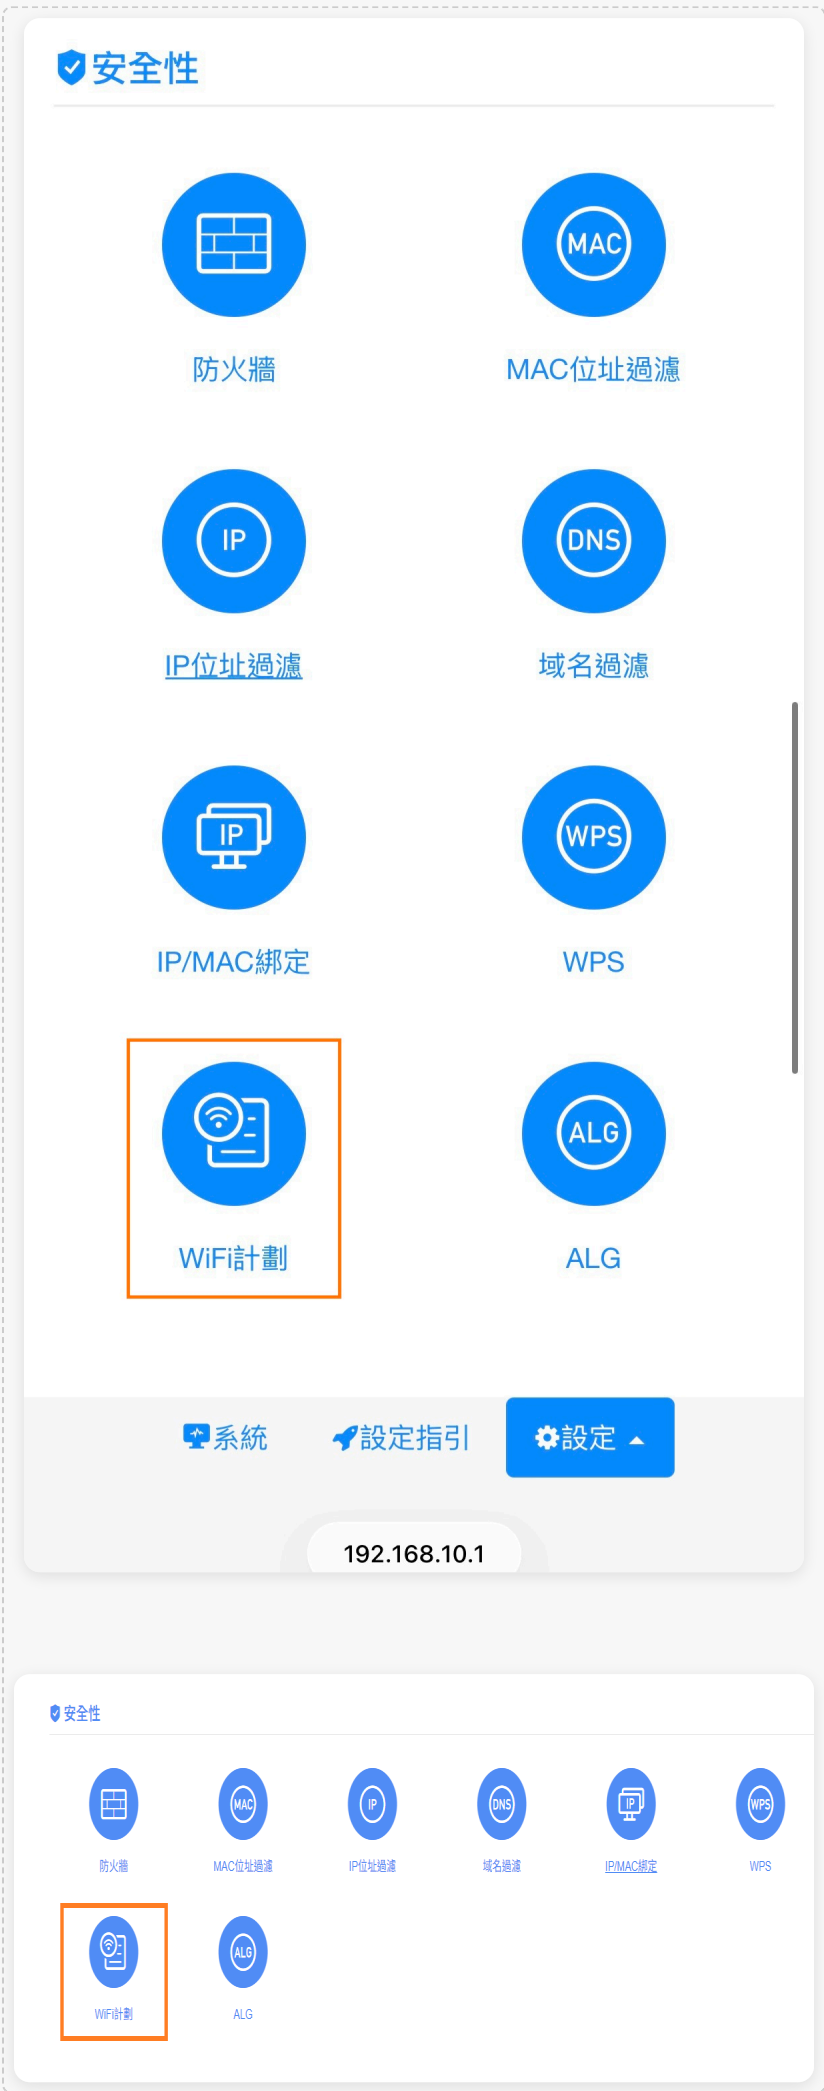 安全性
MAC
防火牆
MAC位址過濾
IP
DNS
IP位址過濾
域名過濾
IP
WPS
IP/MAC綁定
WPS
ALG
WiFi計劃
ALG
系統
設定指引
設定
192.168.10.1
安全性
MAC
IP
DNS
IP
WPS
防火牆
MAC位址過濾
IP位址過濾
域名過濾
IP/MAC綁定
WPS
ALG
WiFi計劃
ALG